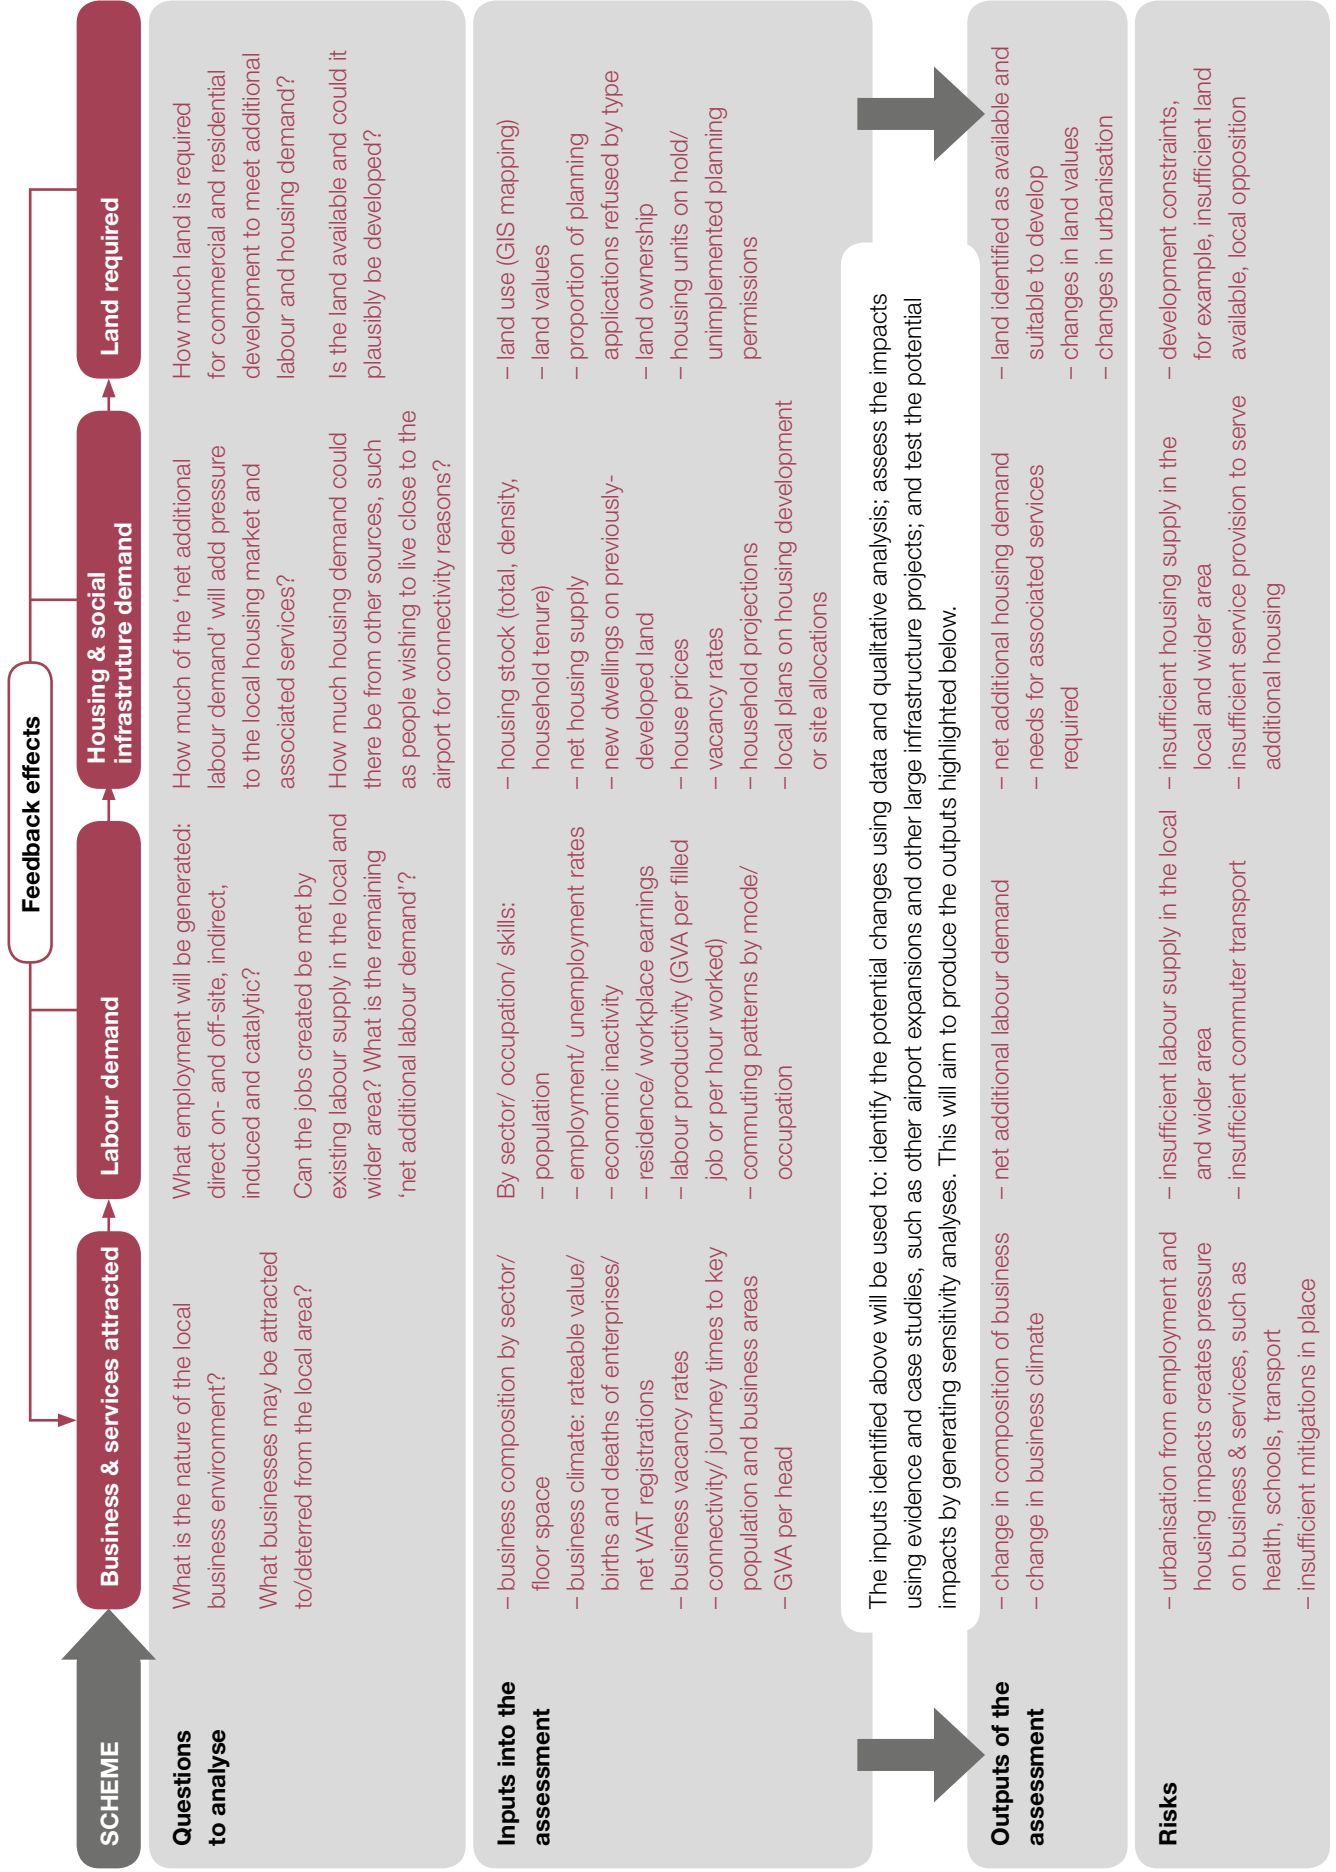 Feedback effects
SCHEME
Business & services attracted
Labour demand
Housing & social
infrastruture demand
Land required
Questions
to analyse
What is the nature of the local
business environment?
What businesses may be attracted
to/deterred from the local area?
What employment will be generated:
direct on- and off-site, indirect,
induced and catalytic?
Can the jobs created be met by
existing labour supply in the local and
wider area? What is the remaining
‘net additional labour demand’?
How much of the ‘net additional
labour demand’ will add pressure
to the local housing market and
associated services?
How much housing demand could
there be from other sources, such
as people wishing to live close to the
airport for connectivity reasons?
How much land is required
for commercial and residential
development to meet additional
labour and housing demand?
Is the land available and could it
plausibly be developed?
Inputs into the
assessment
– business composition by sector/
floor space
– business climate: rateable value/
births and deaths of enterprises/
net VAT registrations
– business vacancy rates
– connectivity/ journey times to key
population and business areas
– GVA per head
By sector/ occupation/ skills:
– population
– employment/ unemployment rates
– economic inactivity
– residence/ workplace earnings
– labour productivity (GVA per filled
job or per hour worked)
– commuting patterns by mode/
occupation
– housing stock (total, density,
household tenure)
– net housing supply
– new dwellings on previously-
developed land
– house prices
– vacancy rates
– household projections
– local plans on housing development
or site allocations
– land use (GIS mapping)
– land values
– proportion of planning
applications refused by type
– land ownership
– housing units on hold/
unimplemented planning
permissions
The inputs identified above will be used to: identify the potential changes using data and qualitative analysis; assess the impacts
using evidence and case studies, such as other airport expansions and other large infrastructure projects; and test the potential
impacts by generating sensitivity analyses. This will aim to produce the outputs highlighted below.
Outputs of the
assessment
– change in composition of business
– change in business climate
– net additional labour demand
– net additional housing demand
– needs for associated services
required
– land identified as available and
suitable to develop
– changes in land values
– changes in urbanisation
Risks
– urbanisation from employment and
housing impacts creates pressure
on business & services, such as
health, schools, transport
– insufficient mitigations in place
– insufficient labour supply in the local
and wider area
– insufficient commuter transport
– insufficient housing supply in the
local and wider area
– insufficient service provision to serve
additional housing
– development constraints,
for example, insufficient land
available, local opposition